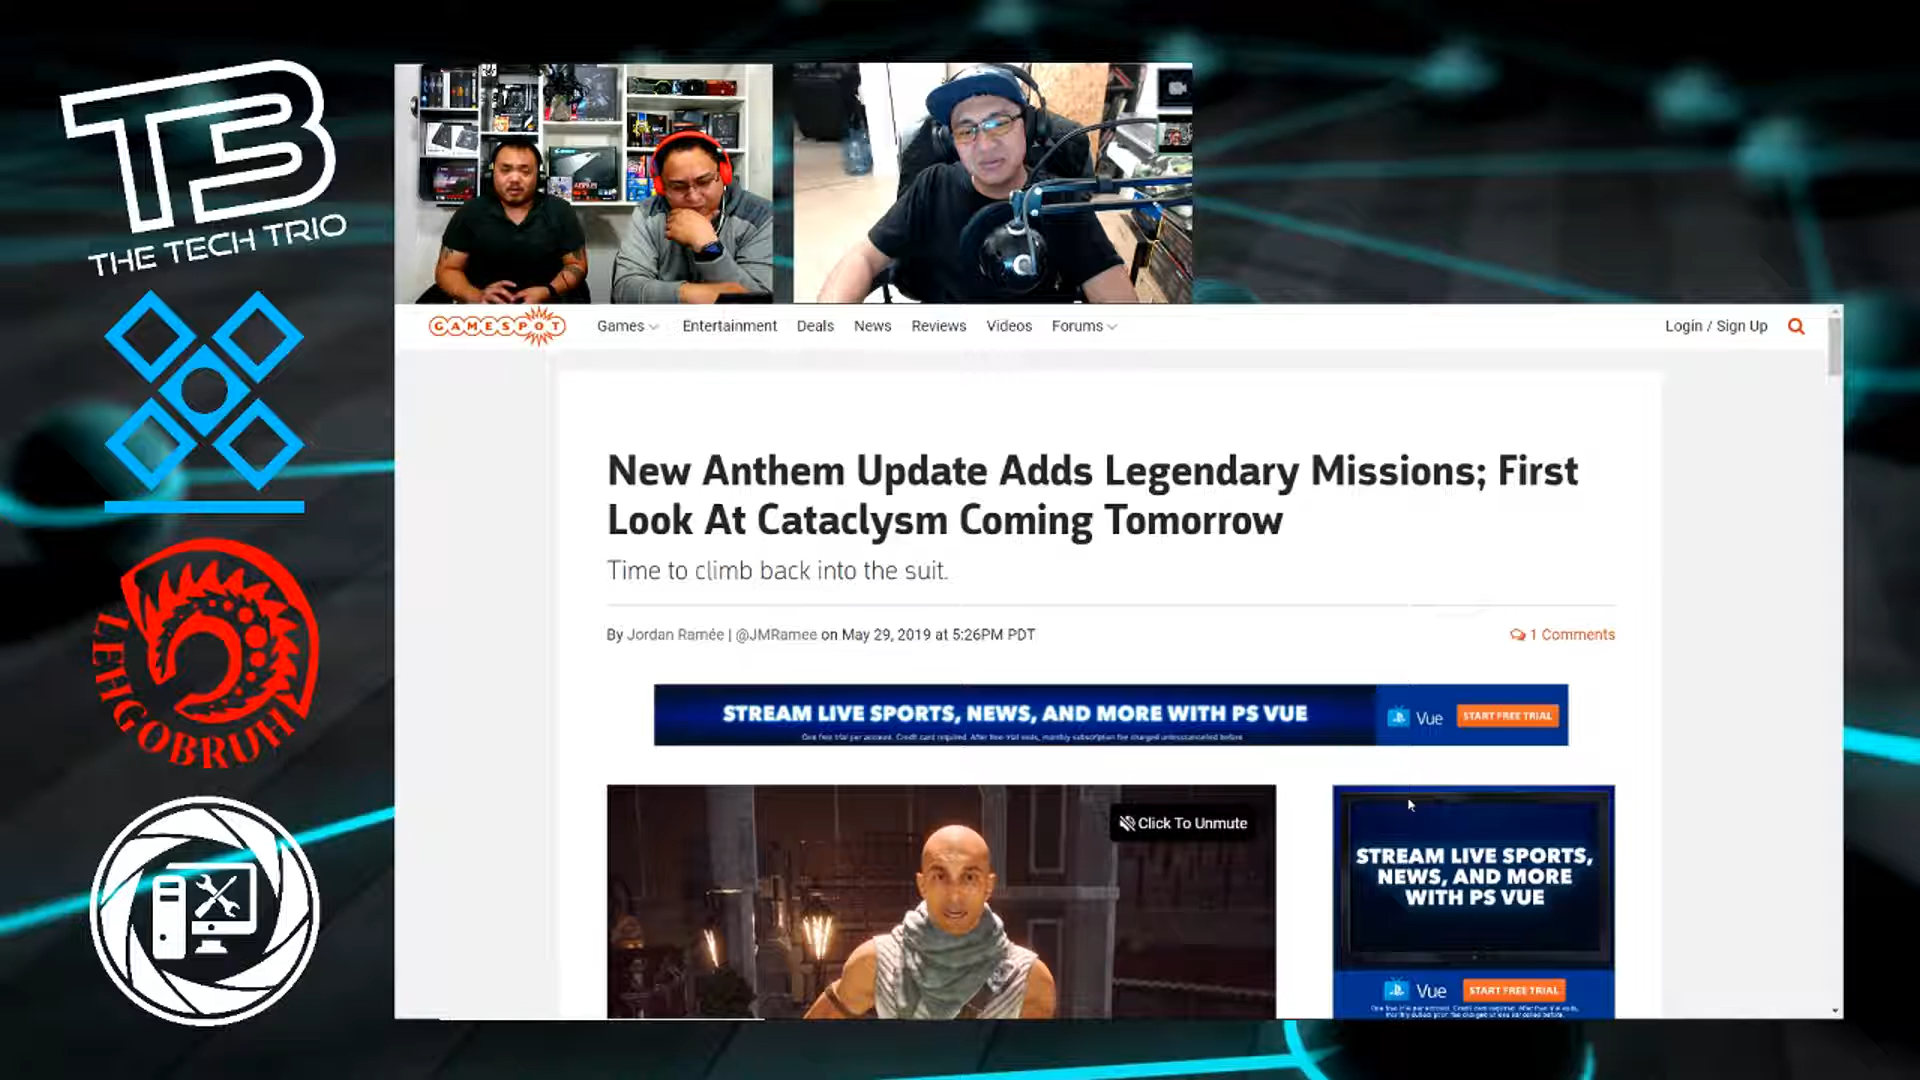 T3
THE TECH TRIO
LEHGOBRUH
GAMESPOT
Games
Entertainment
Deals
News
Reviews
Videos
Forums
Login / Sign Up
New Anthem Update Adds Legendary Missions; First
Look At Cataclysm Coming Tomorrow
Time to climb back into the suit.
By Jordan Ramée | @JMRamee on May 29, 2019 at 5:26PM PDT
1 Comments
STREAM LIVE SPORTS, NEWS, AND MORE WITH PS VUE
Vue
START FREE TRIAL
Click To Unmute
STREAM LIVE SPORTS,
NEWS, AND MORE
WITH PS VUE
Vue
START FREE TRIAL